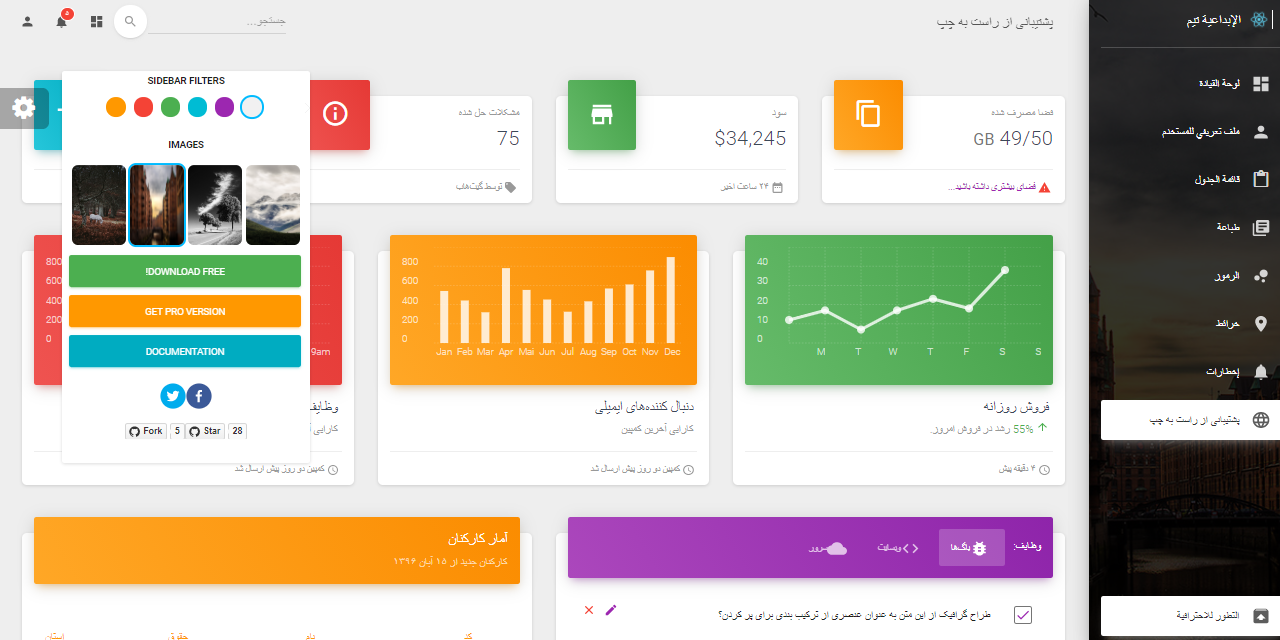 الإبداعية تيم
لوحة القيادة
ملف تعريفي للمستخدم
قائمة الجدول
طباعة
الرموز
خرائط
إخطارات
پشتیبانی از راست به چپ
التطور للاحترافية
پشتیبانی از راست به چپ
جستجو...
۵
فضا مصرف شده
49/50 GB
فضای بیشتری داشته باشید...
سود
$34,245
۲۴ ساعت اخیر
مشکلات حل شده
75
توسط گیت‌هاب
SIDEBAR FILTERS
IMAGES
!DOWNLOAD FREE
GET PRO VERSION
DOCUMENTATION
Fork 5 Star 28
40
30
20
10
0
M T W T F S S
فروش روزانه
55% رشد در فروش امروز.
۴ دقیقه پیش
800
600
400
200
0
Jan Feb Mar Apr Mai Jun Jul Aug Sep Oct Nov Dec
دنبال کننده‌های ایمیلی
کارایی آخرین کمپین
کمپین دو روز پیش ارسال شد
800
600
400
200
0
9am
کمپین دو روز پیش ارسال شد
وظایف:
باگ‌ها
وبسایت
سرور
طراح گرافیک از این متن به عنوان عنصری از ترکیب بندی برای پر کردن؟
آمار کارکنان
کارکنان جدید از ۱۵ آبان ۱۳۹۶
کد نام حقوق استان